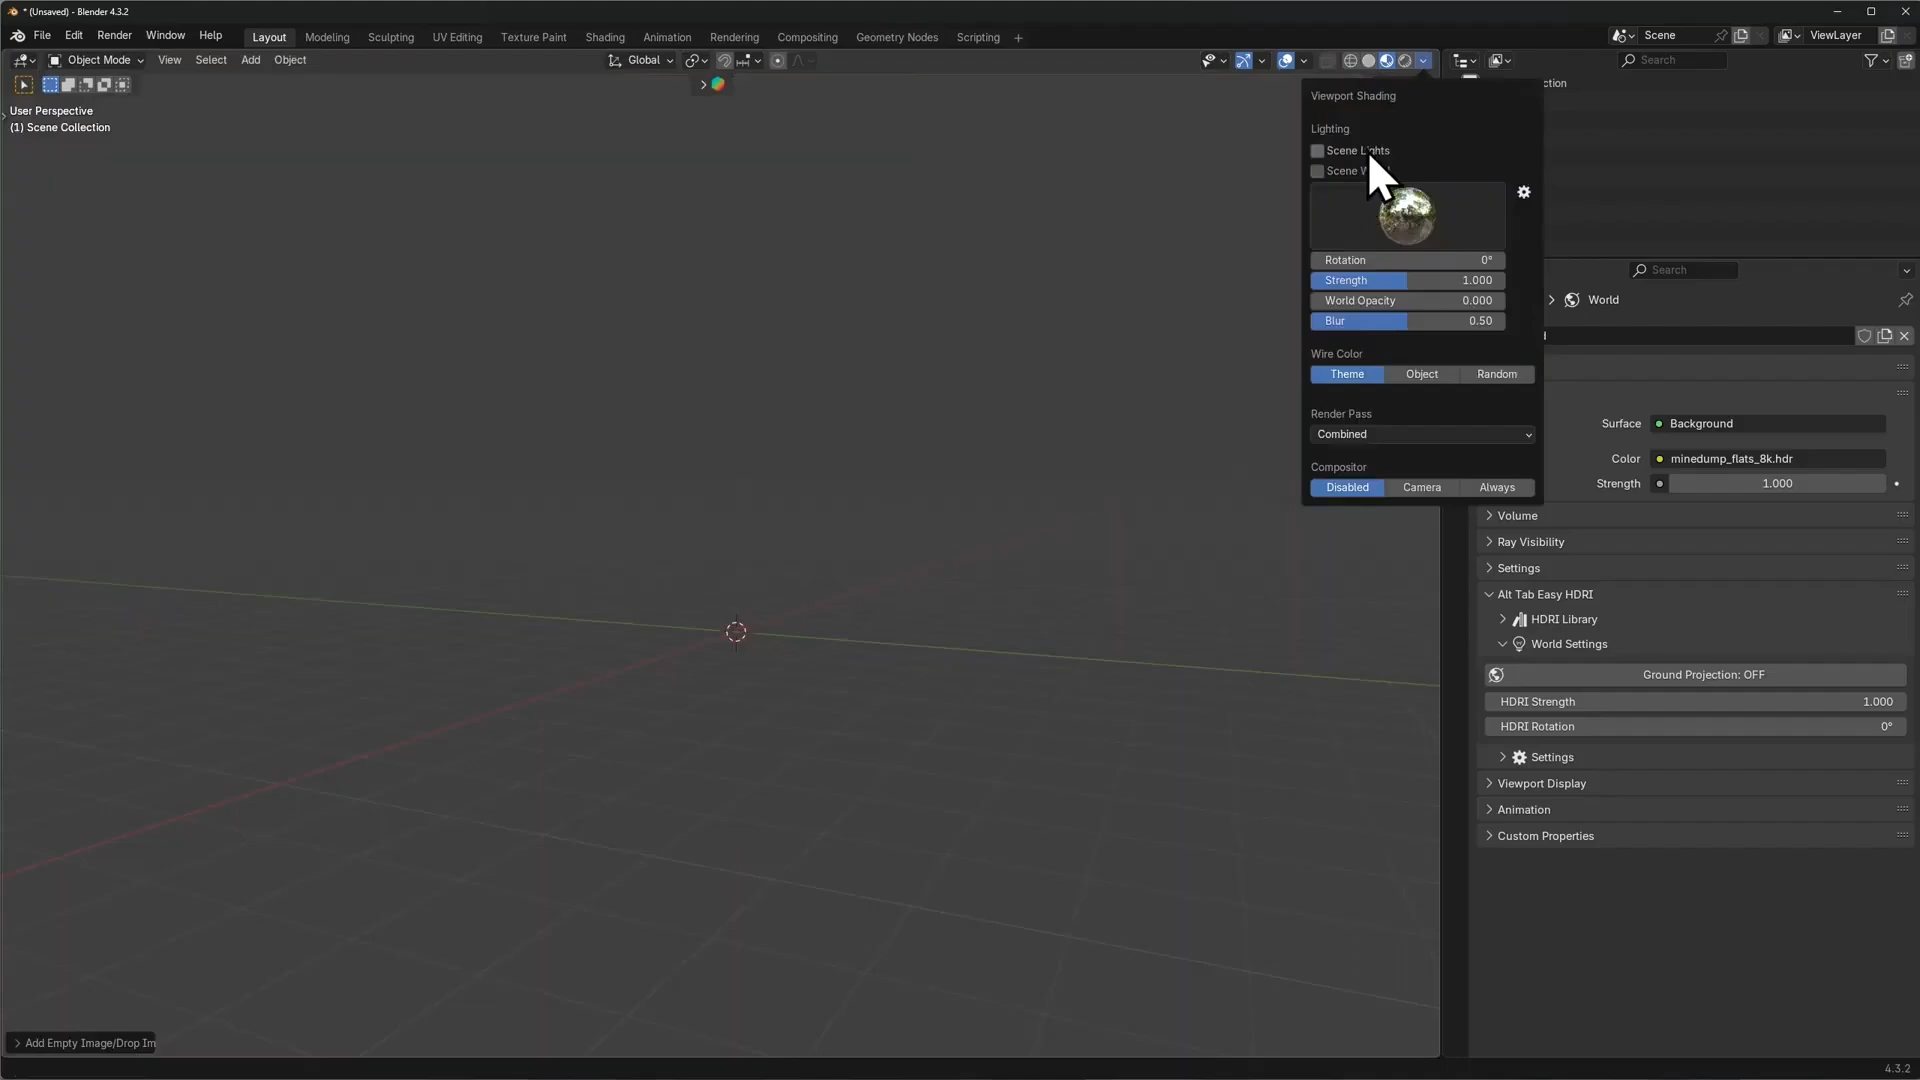 * (Unsaved) - Blender 4.3.2
File Edit Render Window Help Layout Modeling Sculpting UV Editing Texture Paint Shading Animation Rendering Compositing Geometry Nodes Scripting + Scene ViewLayer
Object Mode View Select Add Object Global Search
User Perspective
(1) Scene Collection
Viewport Shading
Lighting
Scene Lights
Scene
Rotation 0°
Strength 1.000
World Opacity 0.000
Blur 0.50
Wire Color
Theme Object Random
Render Pass
Combined
Compositor
Disabled Camera Always
Search
World
Surface Background
Color minedump_flats_8k.hdr
Strength 1.000
Volume
Ray Visibility
Settings
Alt Tab Easy HDRI
HDRI Library
World Settings
Ground Projection: OFF
HDRI Strength 1.000
HDRI Rotation 0°
Settings
Viewport Display
Animation
Custom Properties
Add Empty Image/Drop Im
4.3.2